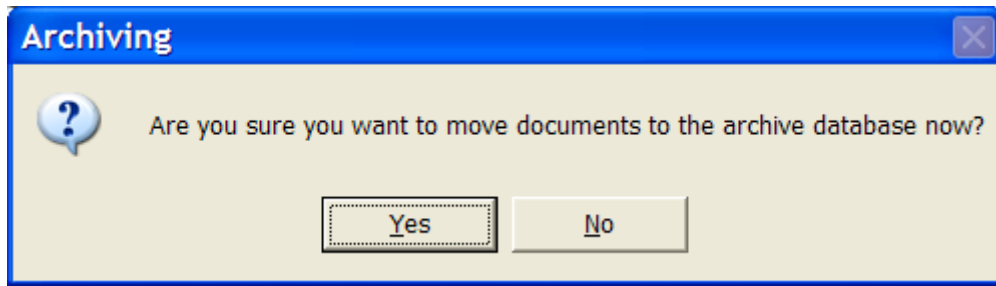 Archiving
Are you sure you want to move documents to the archive database now?
Yes No